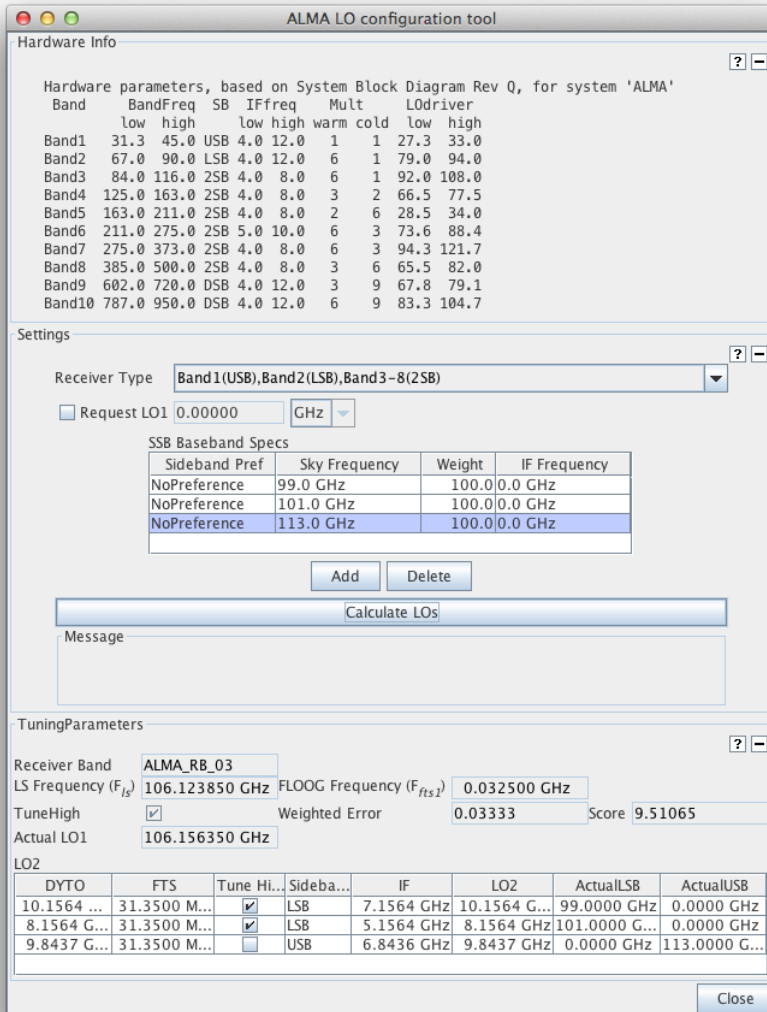 ALMA LO configuration tool
Hardware Info
? −
Hardware parameters, based on System Block Diagram Rev Q, for system 'ALMA'
Band BandFreq SB IFfreq Mult LOdriver
low high low high warm cold low high
Band1 31.3 45.0 USB 4.0 12.0 1 1 27.3 33.0
Band2 67.0 90.0 LSB 4.0 12.0 6 1 79.0 94.0
Band3 84.0 116.0 2SB 4.0 8.0 6 1 92.0 108.0
Band4 125.0 163.0 2SB 4.0 8.0 3 2 66.5 77.5
Band5 163.0 211.0 2SB 4.0 8.0 2 6 28.5 34.0
Band6 211.0 275.0 2SB 5.0 10.0 6 3 73.6 88.4
Band7 275.0 373.0 2SB 4.0 8.0 6 3 94.3 121.7
Band8 385.0 500.0 2SB 4.0 8.0 3 6 65.5 82.0
Band9 602.0 720.0 DSB 4.0 12.0 3 9 67.8 79.1
Band10 787.0 950.0 DSB 4.0 12.0 6 9 83.3 104.7
Settings
? −
Receiver Type Band1(USB),Band2(LSB),Band3-8(2SB)
Request LO1 0.00000 GHz
SSB Baseband Specs
Sideband Pref Sky Frequency Weight IF Frequency
NoPreference 99.0 GHz 100.0 0.0 GHz
NoPreference 101.0 GHz 100.0 0.0 GHz
NoPreference 113.0 GHz 100.0 0.0 GHz
Add Delete
Calculate LOs
Message
TuningParameters
? −
Receiver Band ALMA_RB_03
LS Frequency (F_ls) 106.123850 GHz FLOOG Frequency (F_fts1) 0.032500 GHz
TuneHigh Weighted Error 0.03333 Score 9.51065
Actual LO1 106.156350 GHz
LO2
DYTO FTS Tune Hi... Sideba... IF LO2 ActualLSB ActualUSB
10.1564 ... 31.3500 M... LSB 7.1564 GHz 10.1564 G... 99.0000 GHz 0.0000 GHz
8.1564 G... 31.3500 M... LSB 5.1564 GHz 8.1564 GHz 101.0000 G... 0.0000 GHz
9.8437 G... 31.3500 M... USB 6.8436 GHz 9.8437 GHz 0.0000 GHz 113.0000 G...
Close